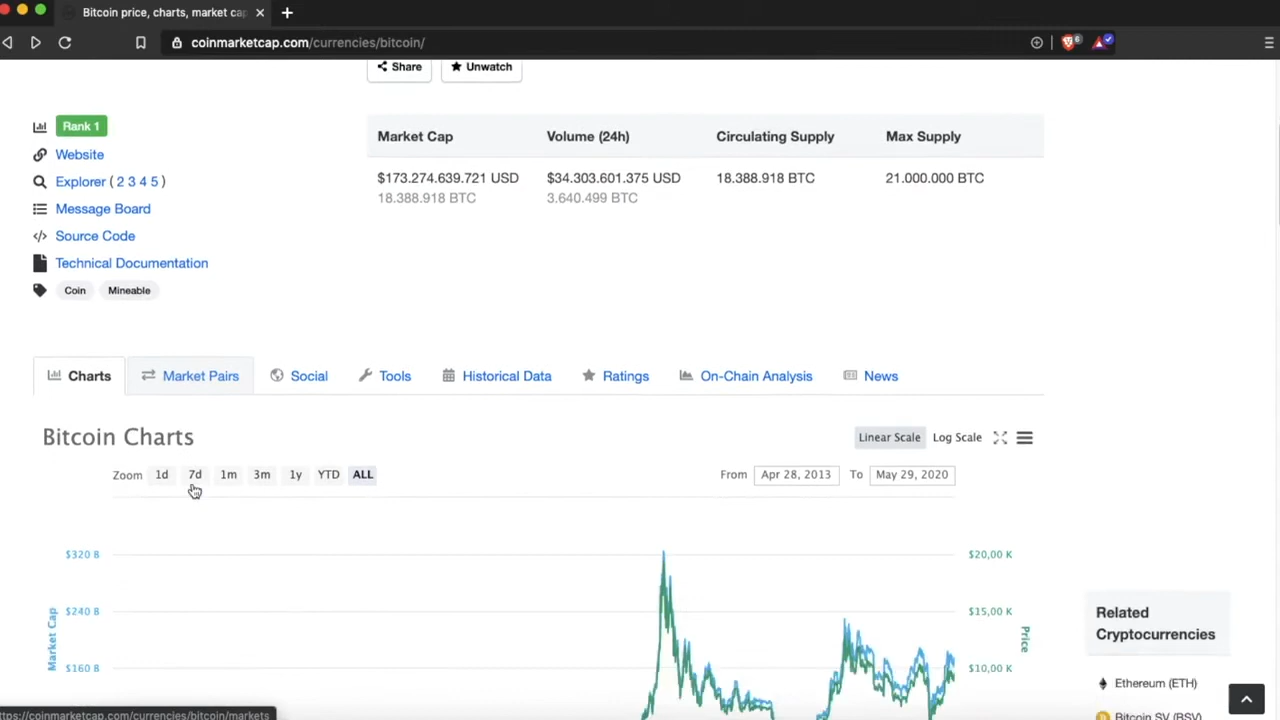 Bitcoin price, charts, market cap
coinmarketcap.com/currencies/bitcoin/
6
Share
Unwatch
Rank 1
Website
Explorer ( 2 3 4 5 )
Message Board
Source Code
Technical Documentation
Coin
Mineable
Market Cap Volume (24h) Circulating Supply Max Supply
$173.274.639.721 USD $34.303.601.375 USD 18.388.918 BTC 21.000.000 BTC
18.388.918 BTC 3.640.499 BTC
Charts Market Pairs Social Tools Historical Data Ratings On-Chain Analysis News
Bitcoin Charts
Linear Scale Log Scale
Zoom 1d 7d 1m 3m 1y YTD ALL
From Apr 28, 2013 To May 29, 2020
$320 B $20,00 K
$240 B $15,00 K
$160 B $10,00 K
Market Cap
Price
Related
Cryptocurrencies
Ethereum (ETH)
Bitcoin SV (BSV)
ttps://coinmarketcap.com/currencies/bitcoin/markets